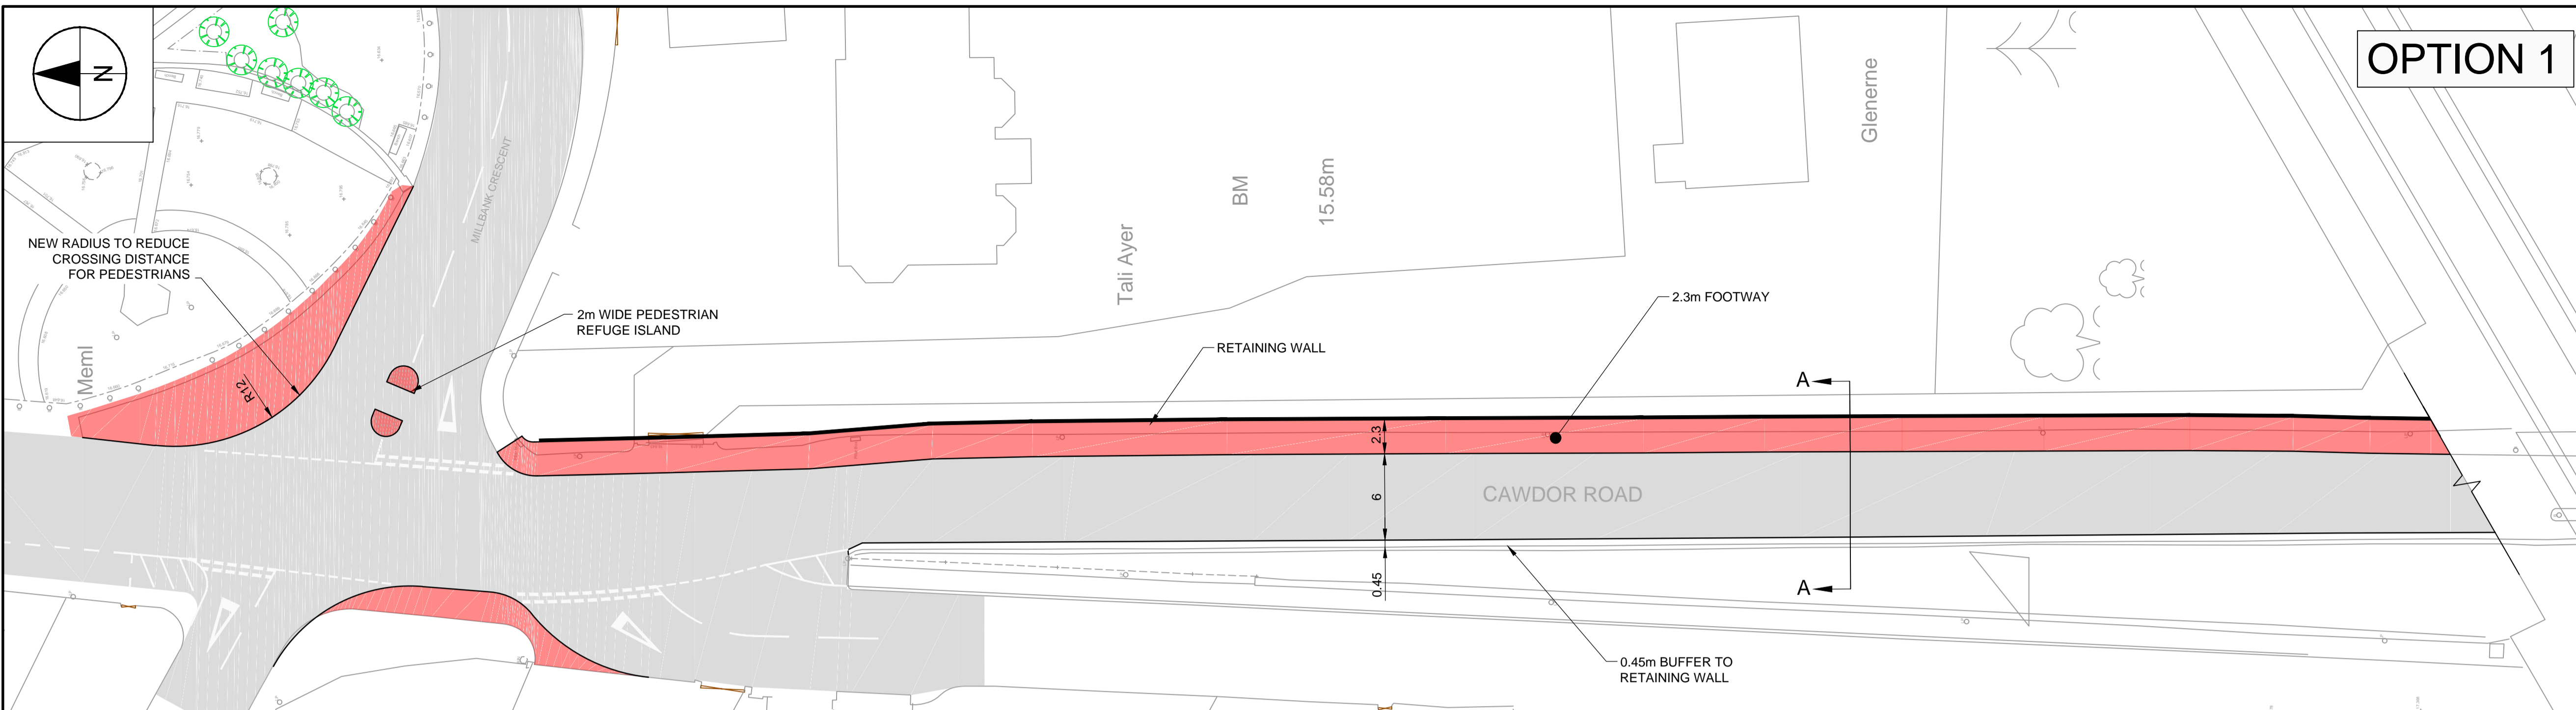 N
OPTION 1
MILLBANK CRESCENT
Glenerne
BM
15.58m
Tali Ayer
NEW RADIUS TO REDUCE
CROSSING DISTANCE
FOR PEDESTRIANS
2m WIDE PEDESTRIAN
REFUGE ISLAND
2.3m FOOTWAY
RETAINING WALL
Meml
R12
A
2.3
6
CAWDOR ROAD
0.45
A
0.45m BUFFER TO
RETAINING WALL